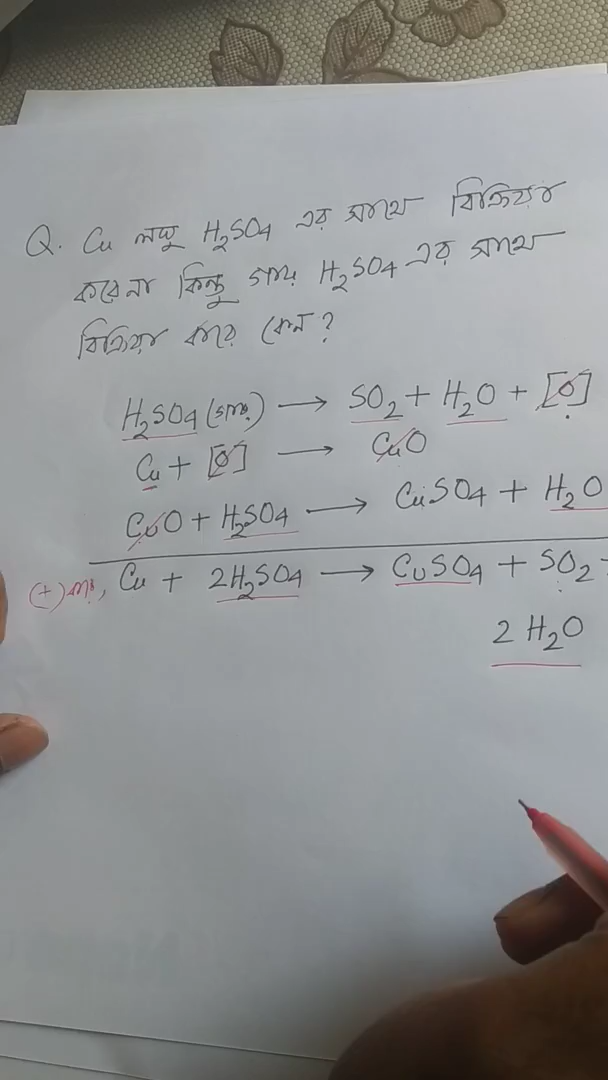 Q. Cu লঘু H₂SO₄ এর সাথে বিক্রিয়া
করেনা কিন্তু গাঢ় H₂SO₄ এর সাথে
বিক্রিয়া করে কেন?
H₂SO₄ (গাঢ়) → SO₂ + H₂O + [O]
Cu + [O] → CuO
CuO + H₂SO₄ → CuSO₄ + H₂O
(+) করে, Cu + 2H₂SO₄ → CuSO₄ + SO₂ +
2 H₂O